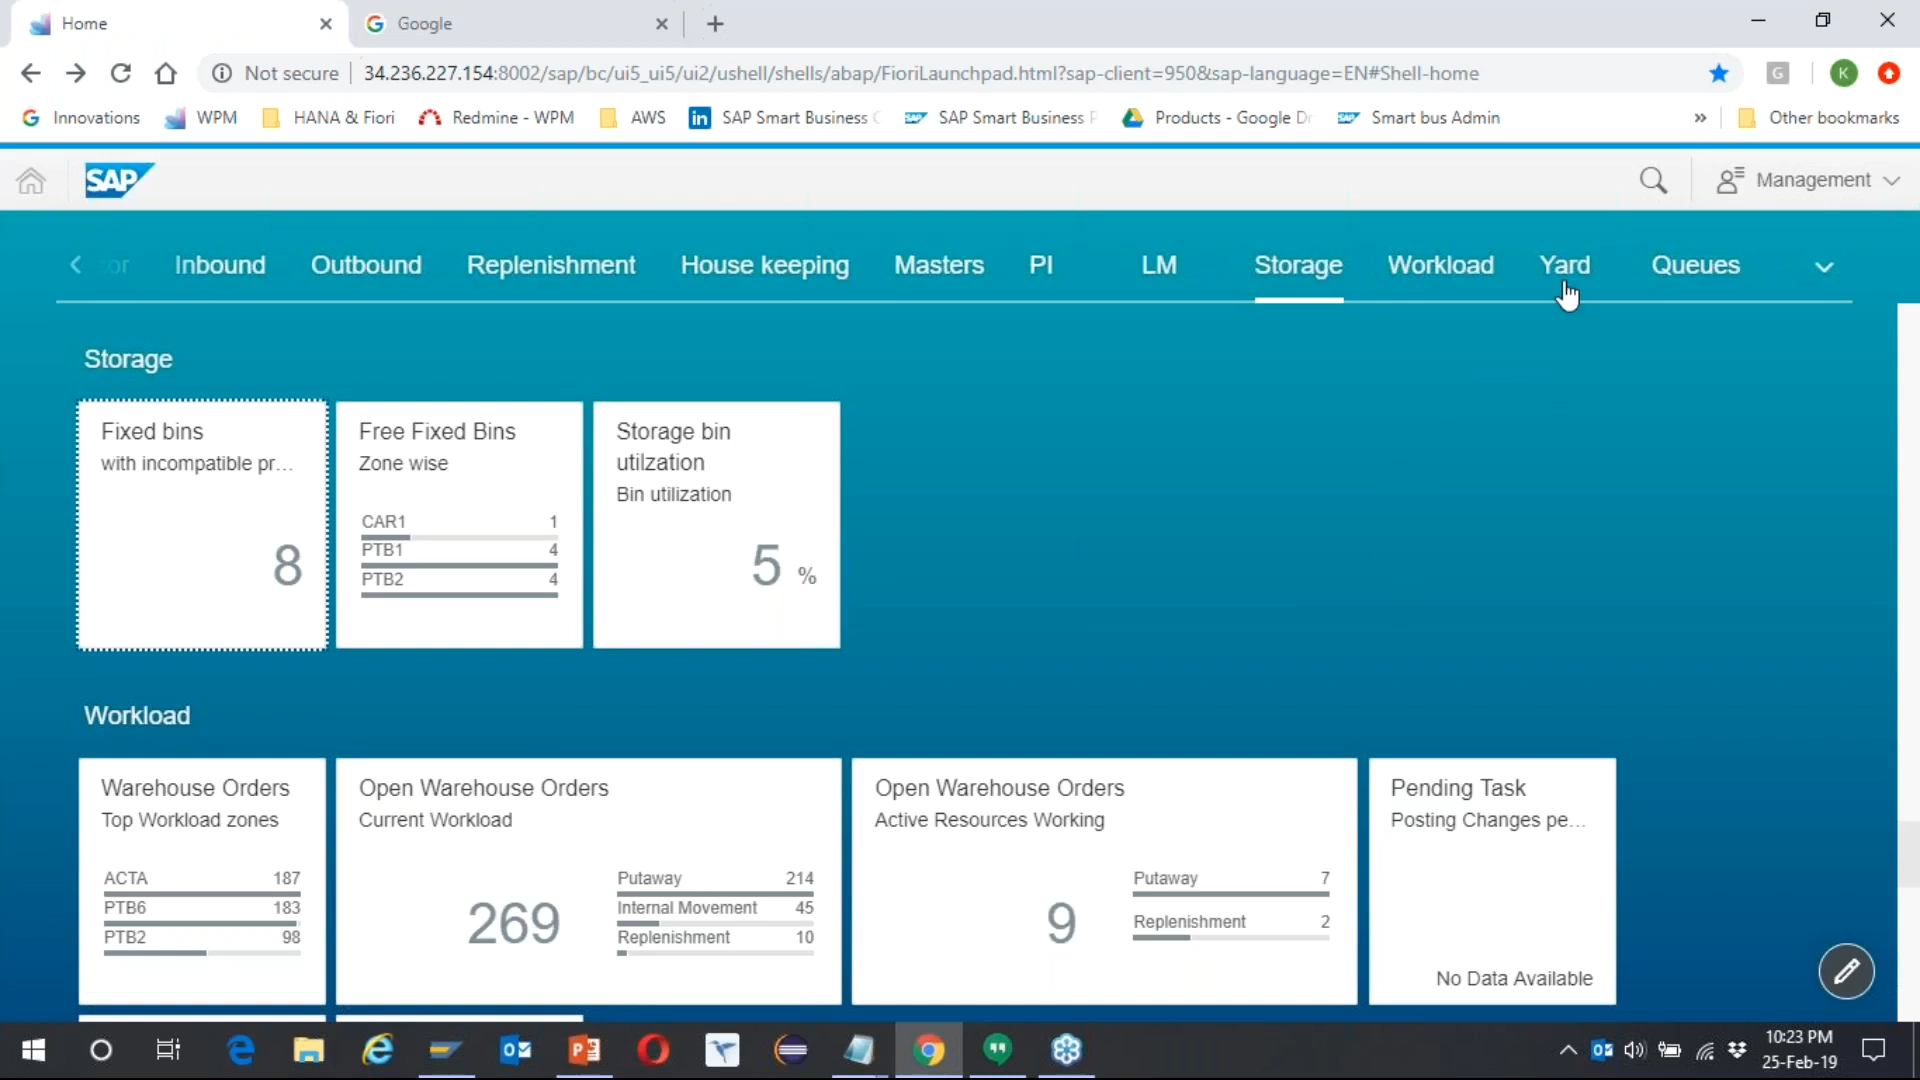 Home
Google
Not secure
34.236.227.154:8002/sap/bc/ui5_ui5/ui2/ushell/shells/abap/FioriLaunchpad.html?sap-client=950&sap-language=EN#Shell-home
G
K
Innovations
WPM
HANA & Fiori
Redmine - WPM
AWS
in
SAP Smart Business
SAP Smart Business
Products - Google
Smart bus Admin
»
Other bookmarks
SAP
Management
or
Inbound
Outbound
Replenishment
House keeping
Masters
PI
LM
Storage
Workload
Yard
Queues
Storage
Fixed bins
with incompatible pr...
8
Free Fixed Bins
Zone wise
CAR1 1
PTB1 4
PTB2 4
Storage bin
utilzation
Bin utilization
5 %
Workload
Warehouse Orders
Top Workload zones
ACTA 187
PTB6 183
PTB2 98
Open Warehouse Orders
Current Workload
269
Putaway 214
Internal Movement 45
Replenishment 10
Open Warehouse Orders
Active Resources Working
9
Putaway 7
Replenishment 2
Pending Task
Posting Changes pe...
No Data Available
10:23 PM
25-Feb-19